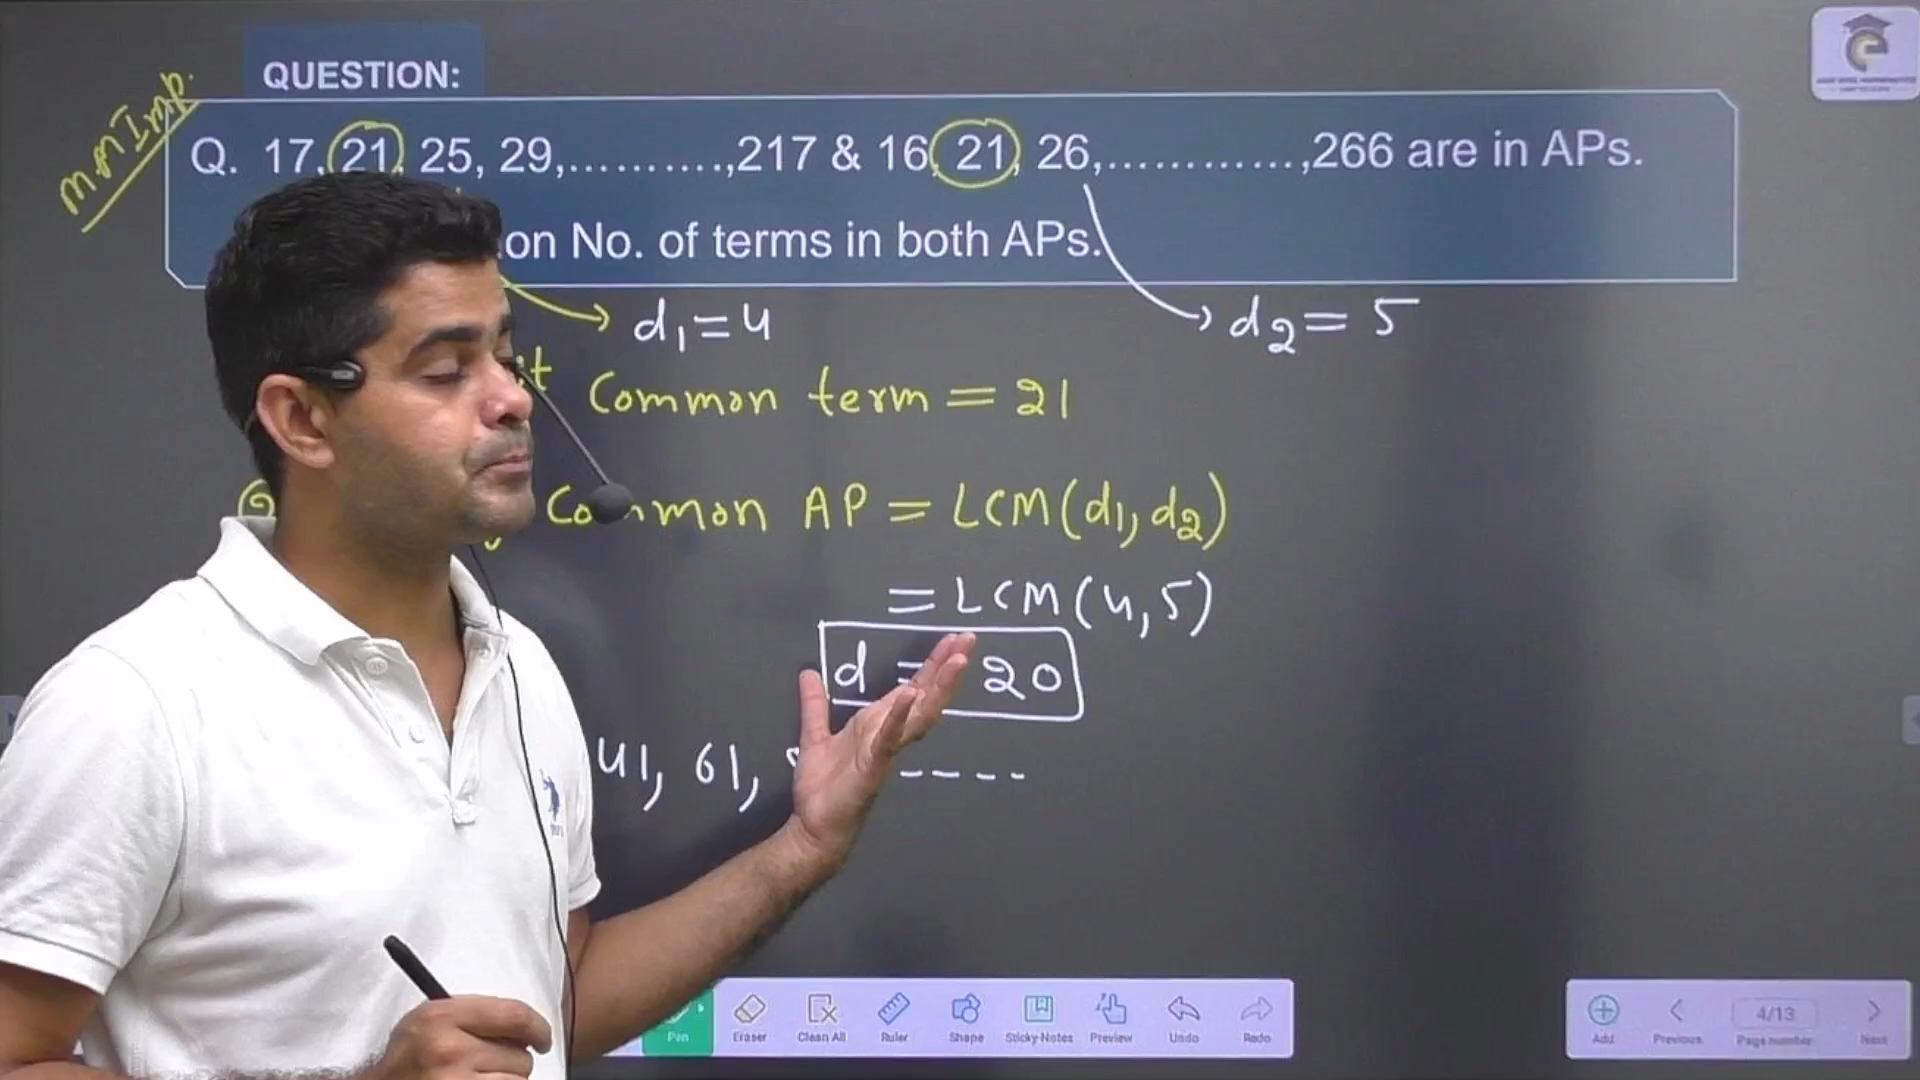 QUESTION:
M.M Imp.
Q. 17, 21, 25, 29,..........,217 & 16, 21, 26,.............,266 are in APs.
on No. of terms in both APs.
d₁=4
d₂= 5
Common term = 21
Common AP = LCM(d₁, d₂)
= LCM(4,5)
d = 20
41, 61, ----
Pen
Eraser
Clean All
Ruler
Shape
Sticky-Notes
Preview
Undo
Redo
Add
Previous
4/13
Page number
Next